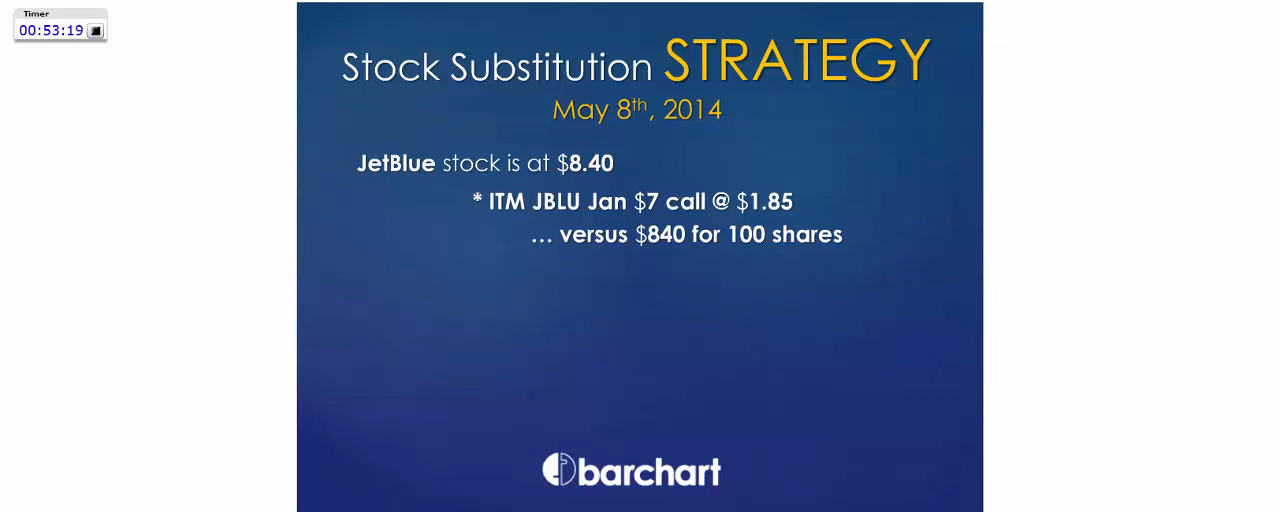 Timer
00:53:19
Stock Substitution STRATEGY
May 8th, 2014
JetBlue stock is at $8.40
* ITM JBLU Jan $7 call @ $1.85
… versus $840 for 100 shares
barchart